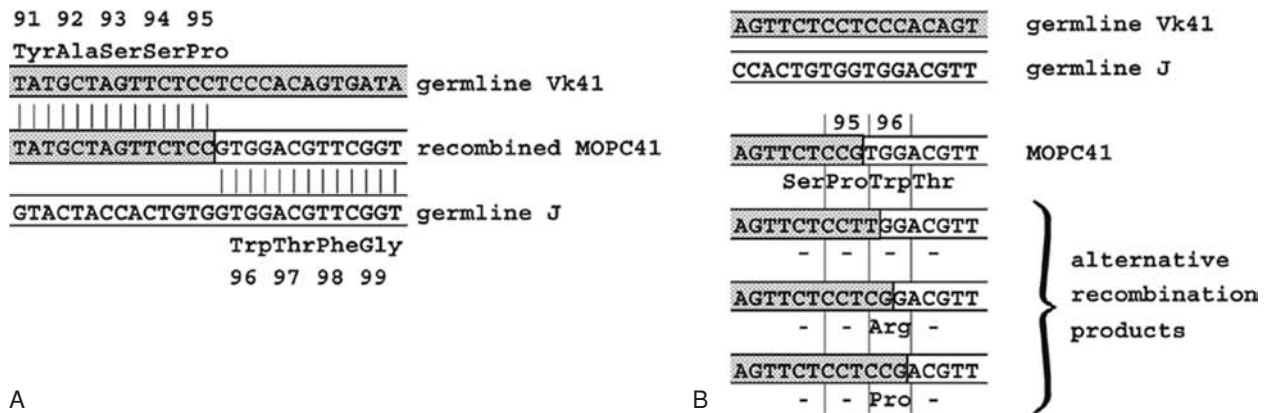 91 92 93 94 95
TyrAlaSerSerPro
TATGCTAGTTCTCCTCCCACAGTGATA germline Vk41
TATGCTAGTTCTCCGTGGACGTTCGGT recombined MOPC41
GTACTACCACTGTGGTGGACGTTCGGT germline J
TrpThrPheGly
96 97 98 99
A
AGTTCTCCTCCCACAGT germline Vk41
CCACTGTGGTGGACGTT germline J
95 96
AGTTCTCCGTGGACGTT MOPC41
SerProTrpThr
AGTTCTCCTTGGACGTT
- - - -
AGTTCTCCTCGGACGTT
- - Arg -
AGTTCTCCTCCGACGTT
- - Pro -
alternative
recombination
products
B